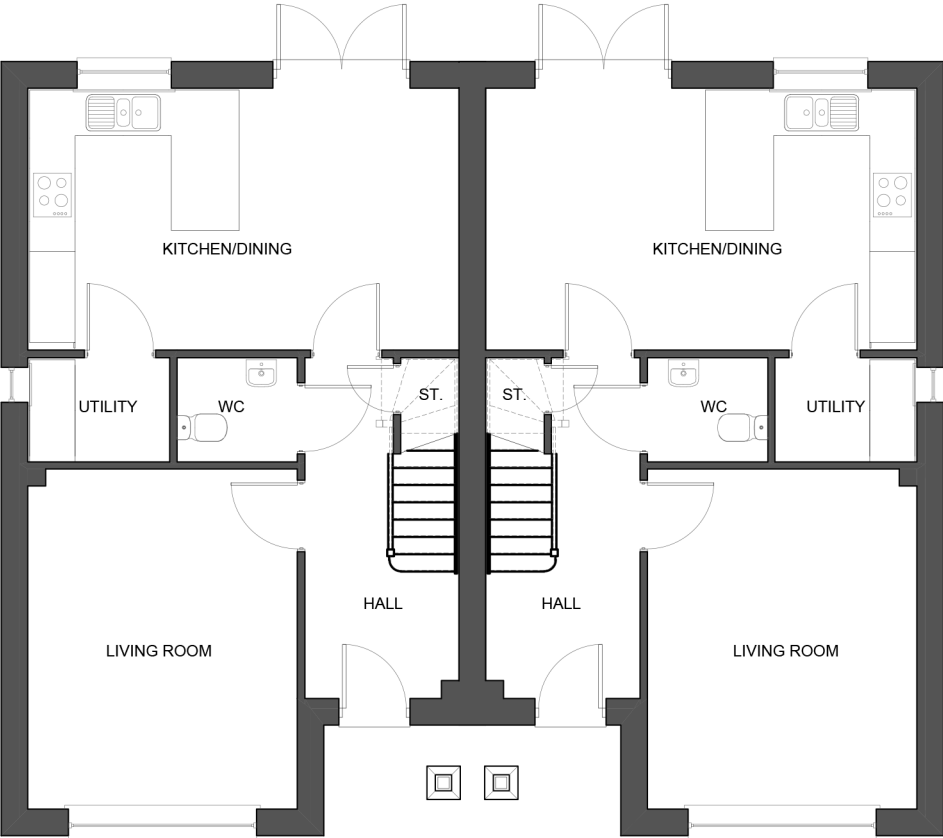 KITCHEN/DINING
KITCHEN/DINING
UTILITY
WC
ST.
ST.
WC
UTILITY
HALL
HALL
LIVING ROOM
LIVING ROOM